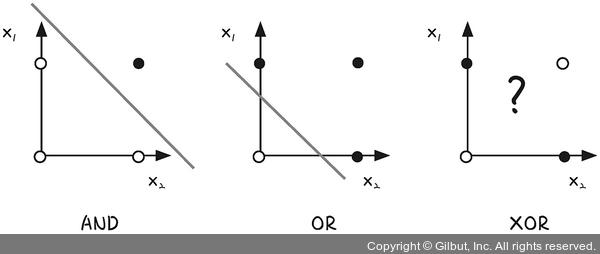 x₁ x₁ x₁
?
x₂ x₂ x₂
AND OR XOR
Copyright © Gilbut, Inc. All rights reserved.